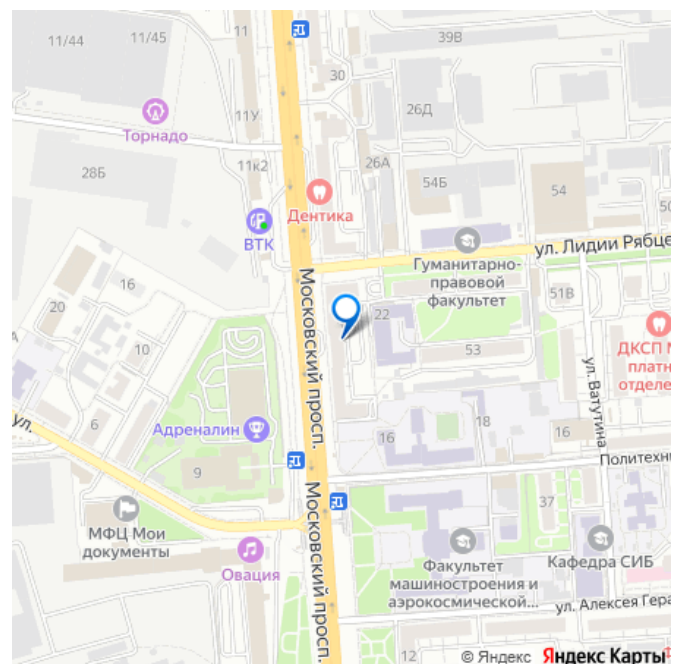 11/44
11/45
11
39В
30
26Д
11У
Торнадо
28Б
11к2
26А
54Б
54
50
Дентика
ВТК
ул. Лидии Рябце
Гуманитарно-
правовой
факультет
16
20
51В
22
Московский просп.
10
53
ДКСП М
платн
отделе
ул. Ватутина
6
ул.
Адреналин
18
16
16
9
Политехни
Московский просп.
37
МФЦ Мои
документы
Овация
Факультет
машиностроения и
аэрокосмической...
Кафедра СИБ
ул. Алексея Гера
12
© Яндекс Яндекс Карты